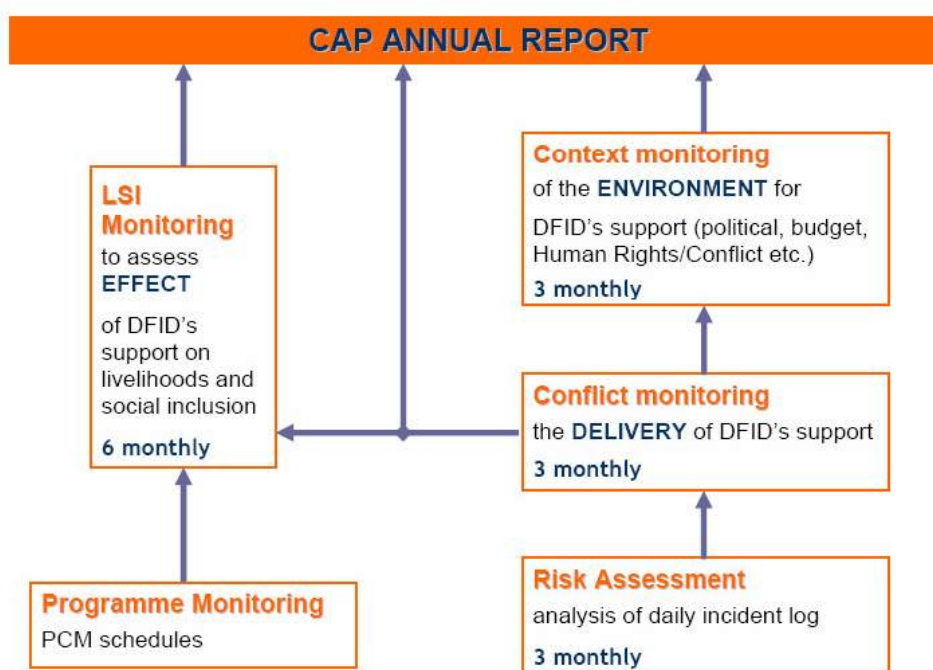 CAP ANNUAL REPORT
LSI
Monitoring
to assess
EFFECT
of DFID's
support on
livelihoods and
social inclusion
6 monthly
Programme Monitoring
PCM schedules
Context monitoring
of the ENVIRONMENT for
DFID's support (political, budget,
Human Rights/Conflict etc.)
3 monthly
Conflict monitoring
the DELIVERY of DFID's support
3 monthly
Risk Assessment
analysis of daily incident log
3 monthly